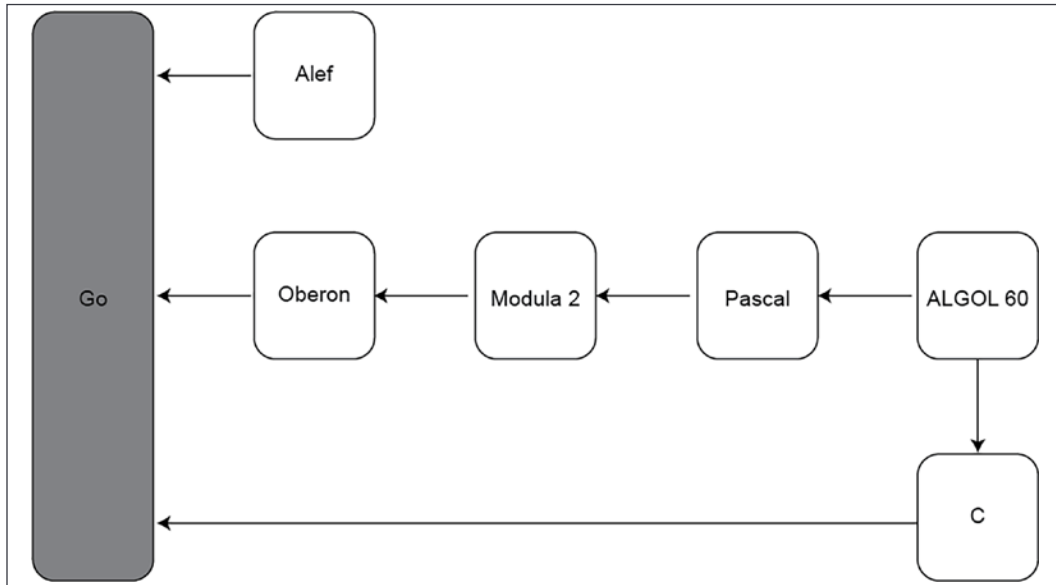 Alef
Go
Oberon
Modula 2
Pascal
ALGOL 60
C